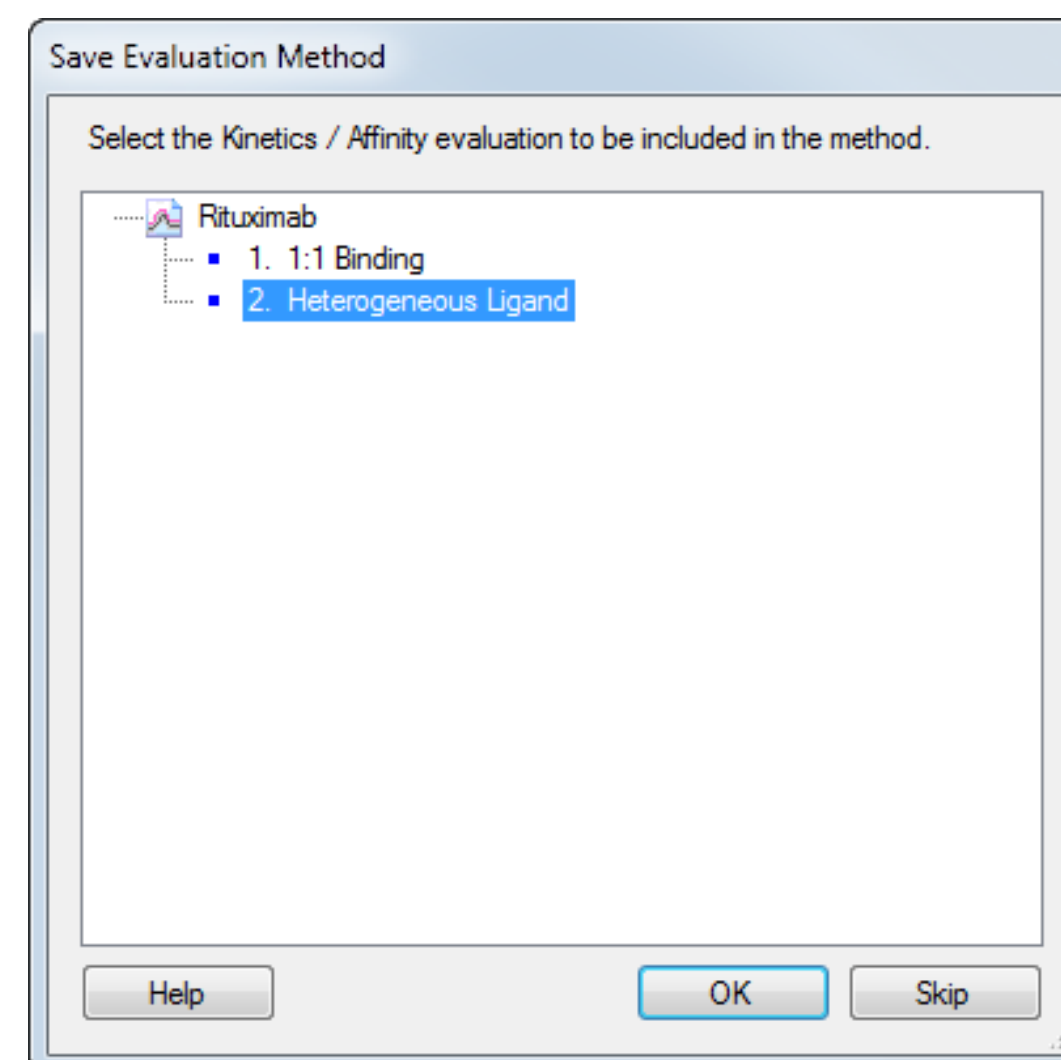 Save Evaluation Method
Select the Kinetics / Affinity evaluation to be included in the method.
Rituximab
1. 1:1 Binding
2. Heterogeneous Ligand
Help OK Skip